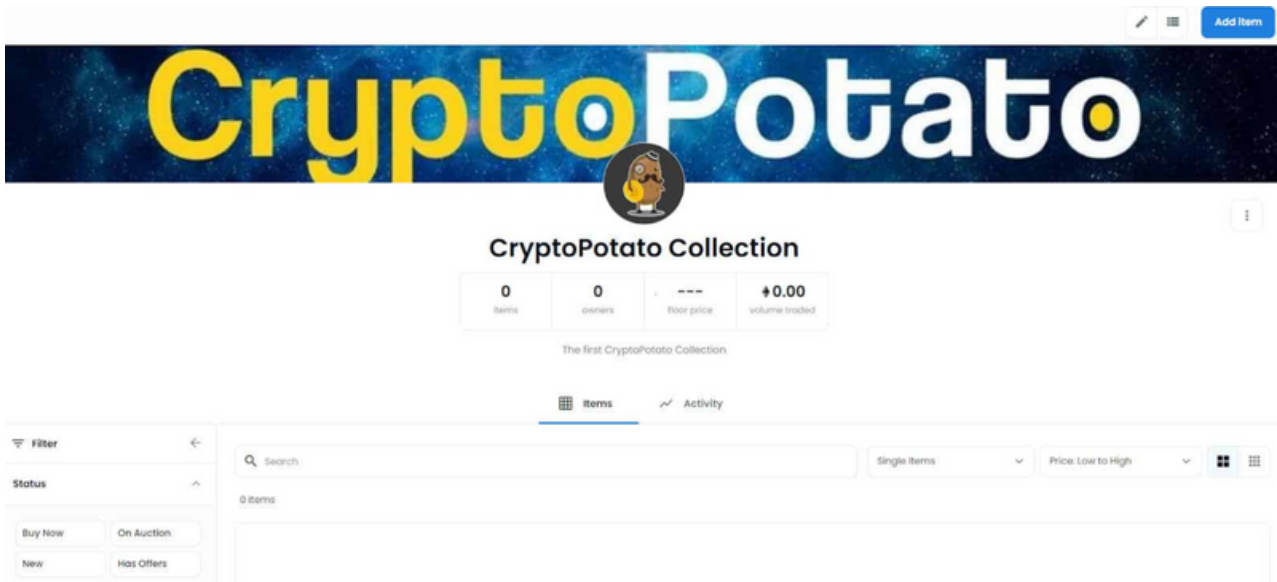 Add item
CryptoPotato
CryptoPotato Collection
0 0 --- 0.00
items owners floor price volume traded
The first CryptoPotato Collection
Items Activity
Filter
Search Single Items Price: Low to High
Status
0 items
Buy Now On Auction
New Has Offers